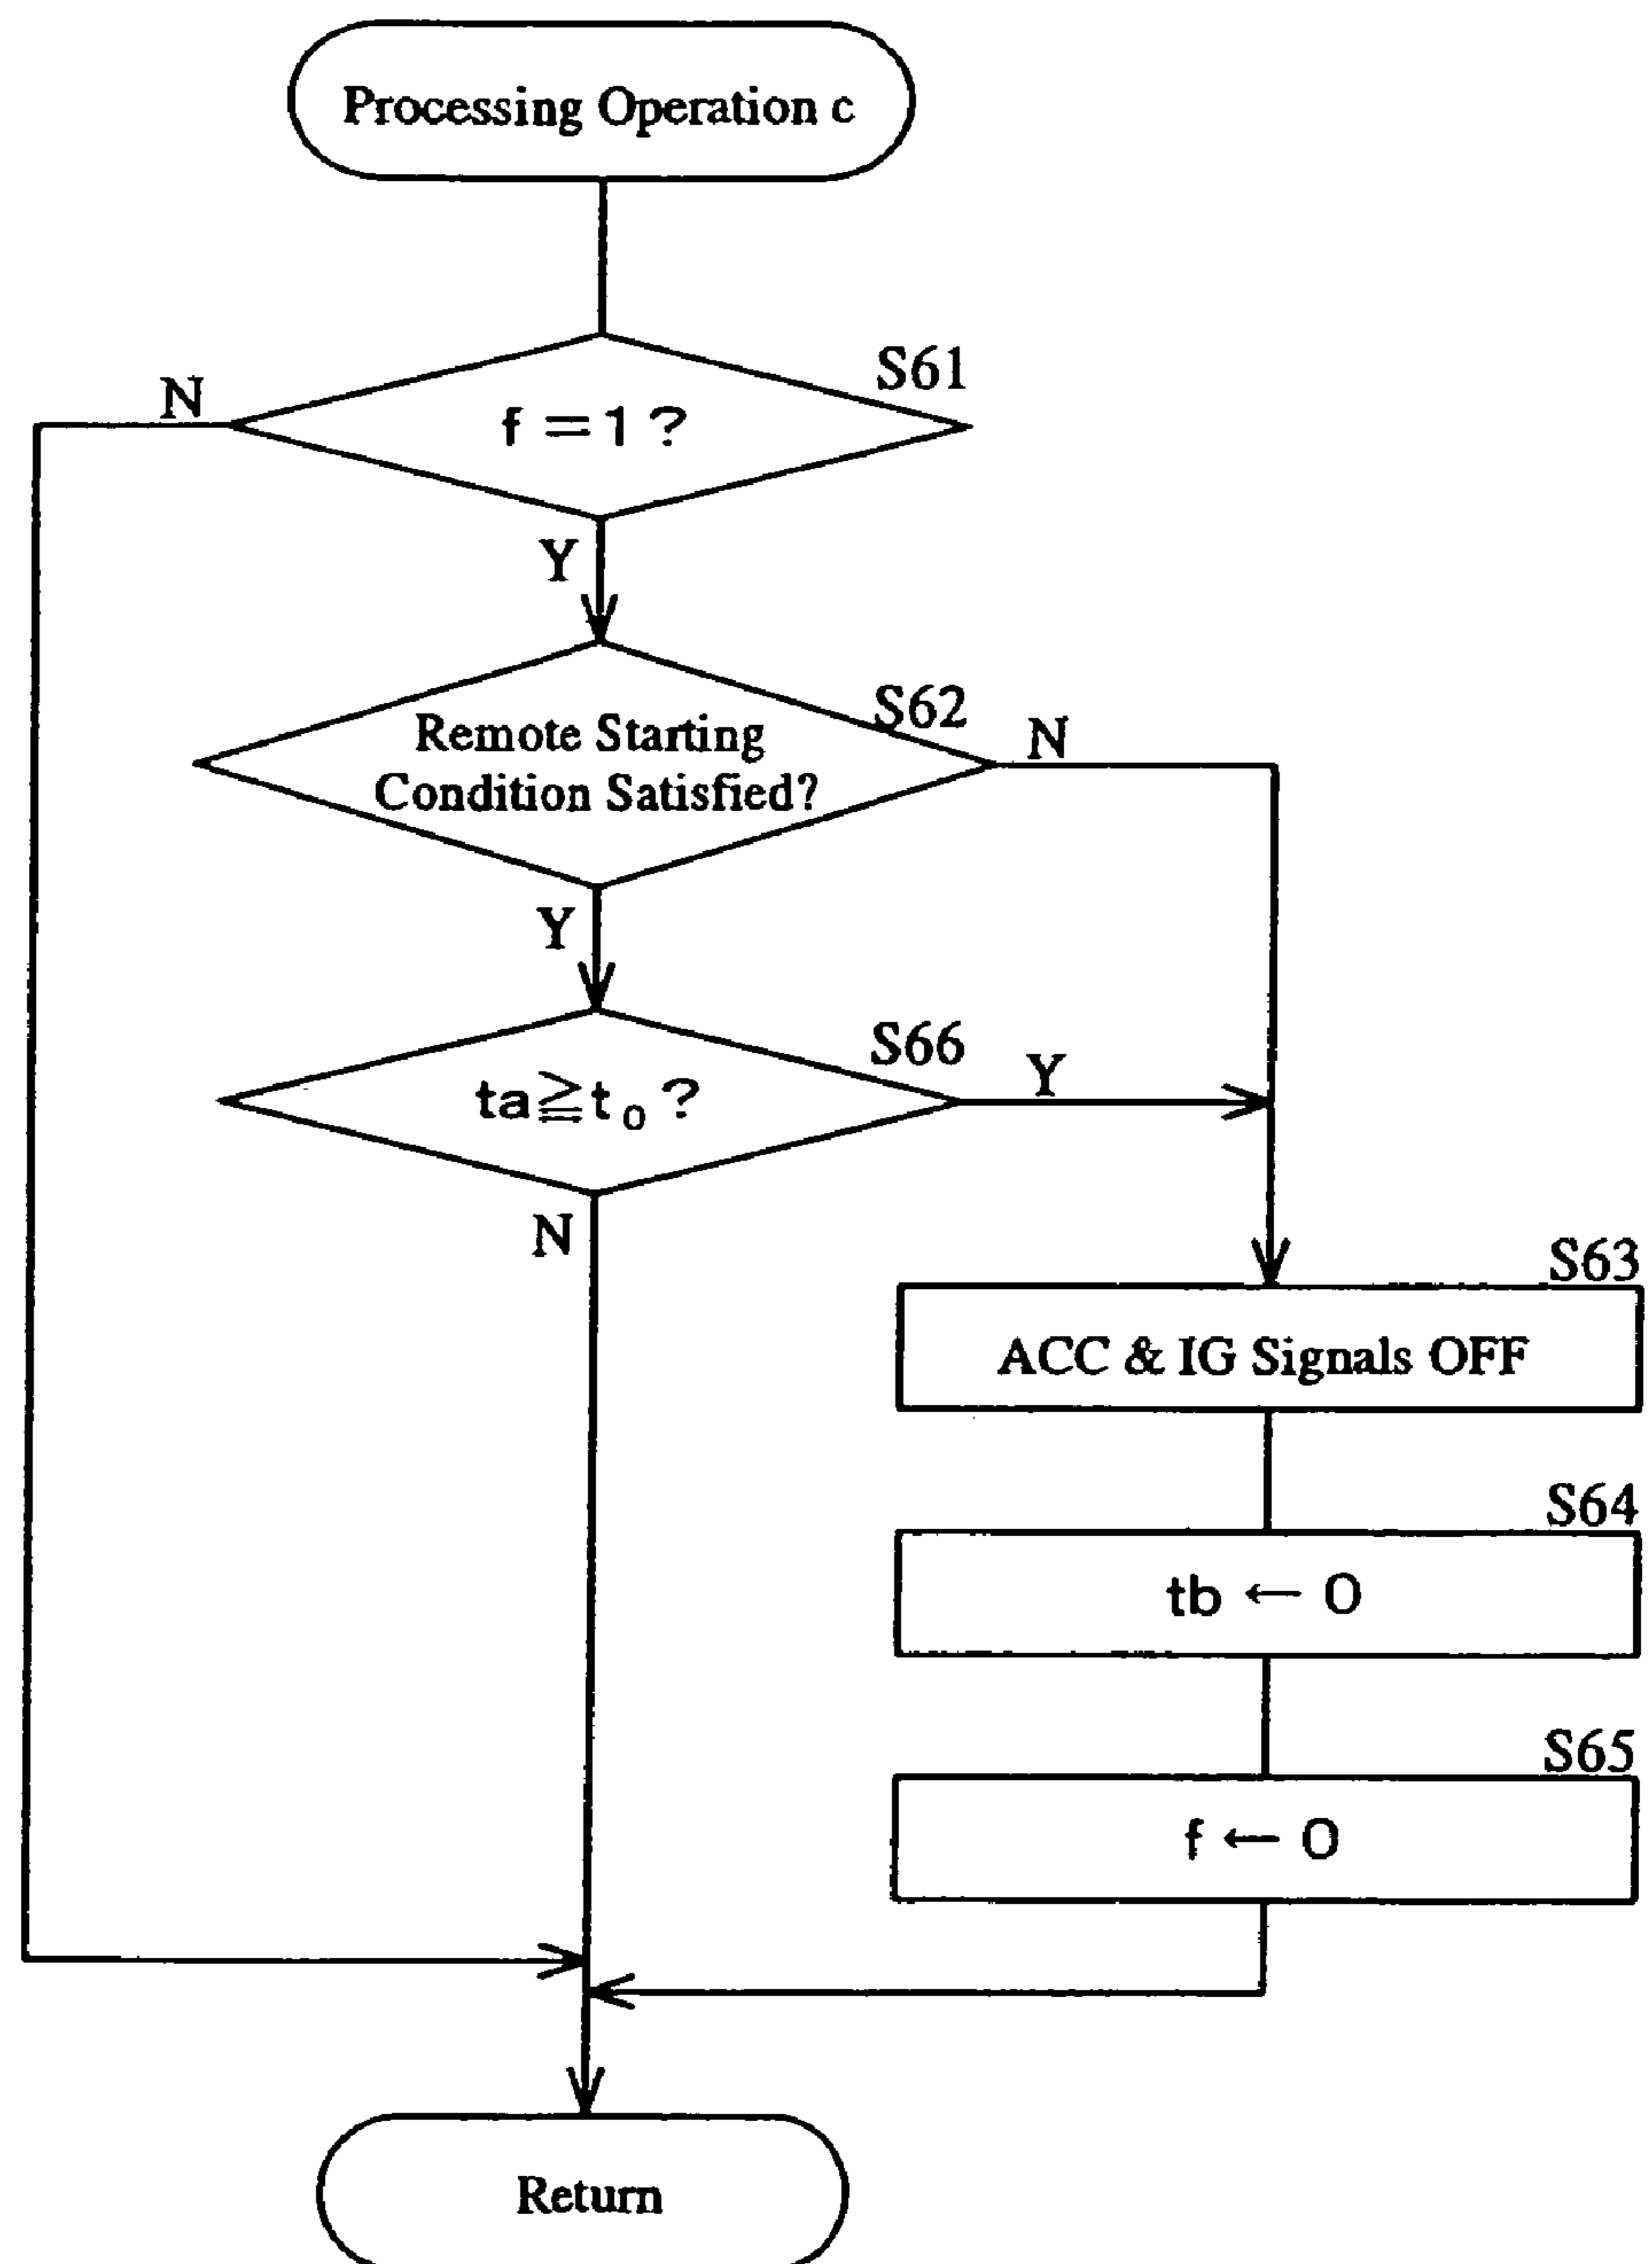 Processing Operation c
S61
N
f =1 ?
Y
S62
Remote Starting
N
Condition Satisfied?
Y
S66
Y
ta≧t₀ ?
N
S63
ACC & IG Signals OFF
S64
tb ← 0
S65
f ← 0
Return